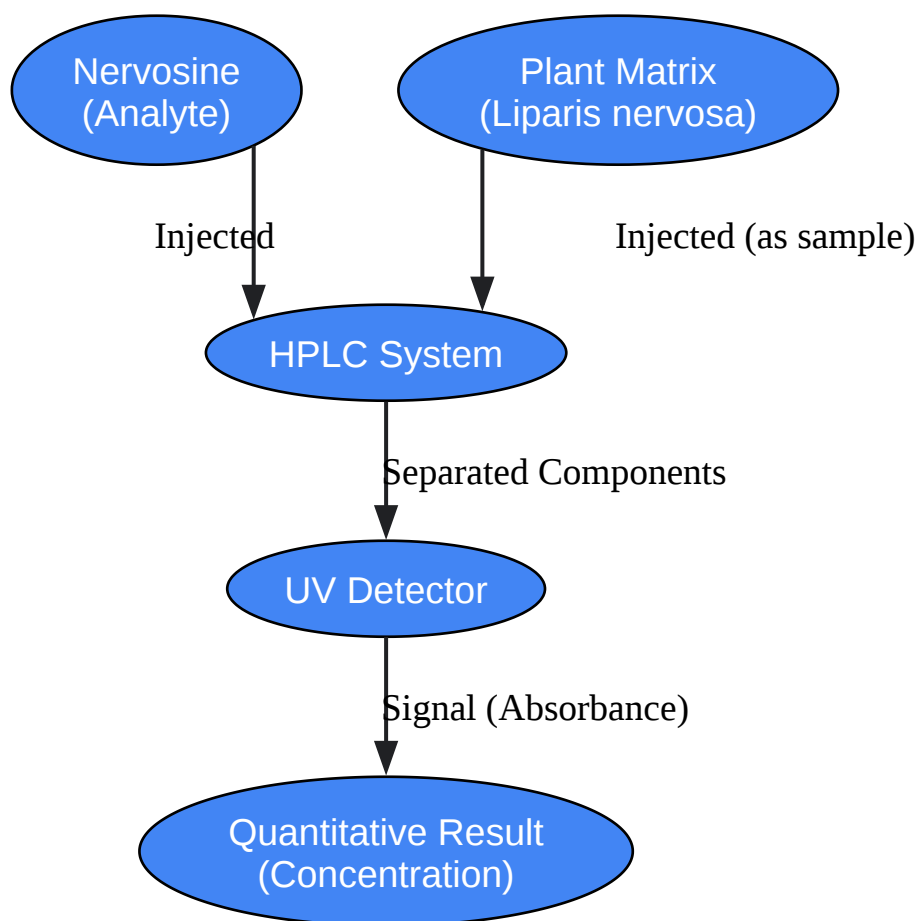 Nervosine
(Analyte)
Plant Matrix
(Liparis nervosa)
Injected
Injected (as sample)
HPLC System
Separated Components
UV Detector
Signal (Absorbance)
Quantitative Result
(Concentration)